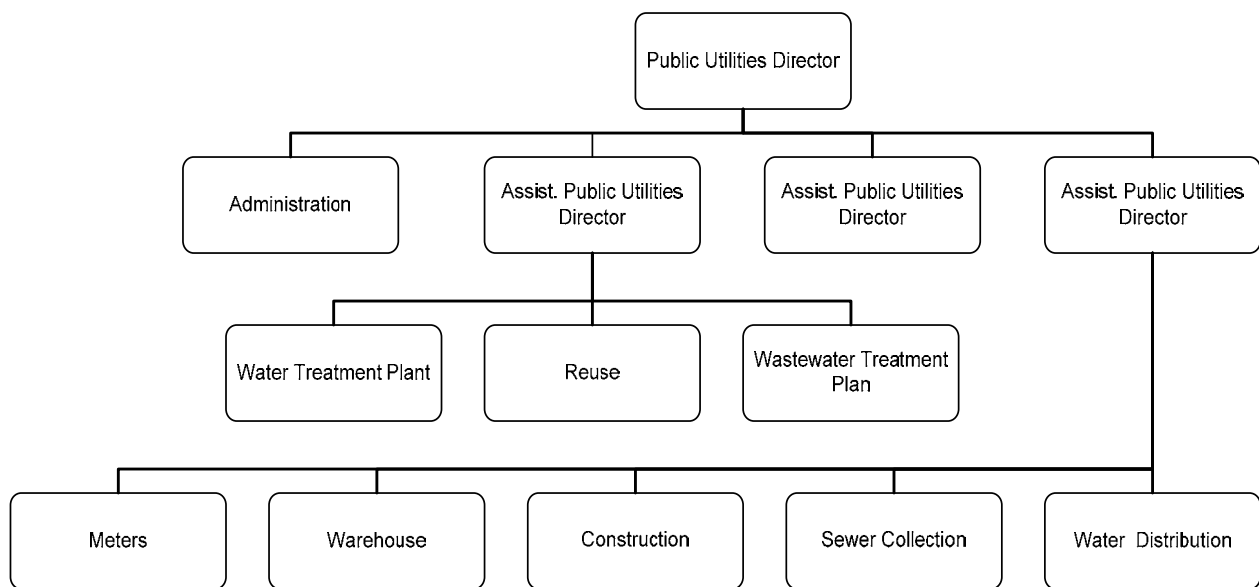 Public Utilities Director
Administration
Assist. Public Utilities
Director
Assist. Public Utilities
Director
Assist. Public Utilities
Director
Water Treatment Plant
Reuse
Wastewater Treatment
Plan
Meters
Warehouse
Construction
Sewer Collection
Water Distribution